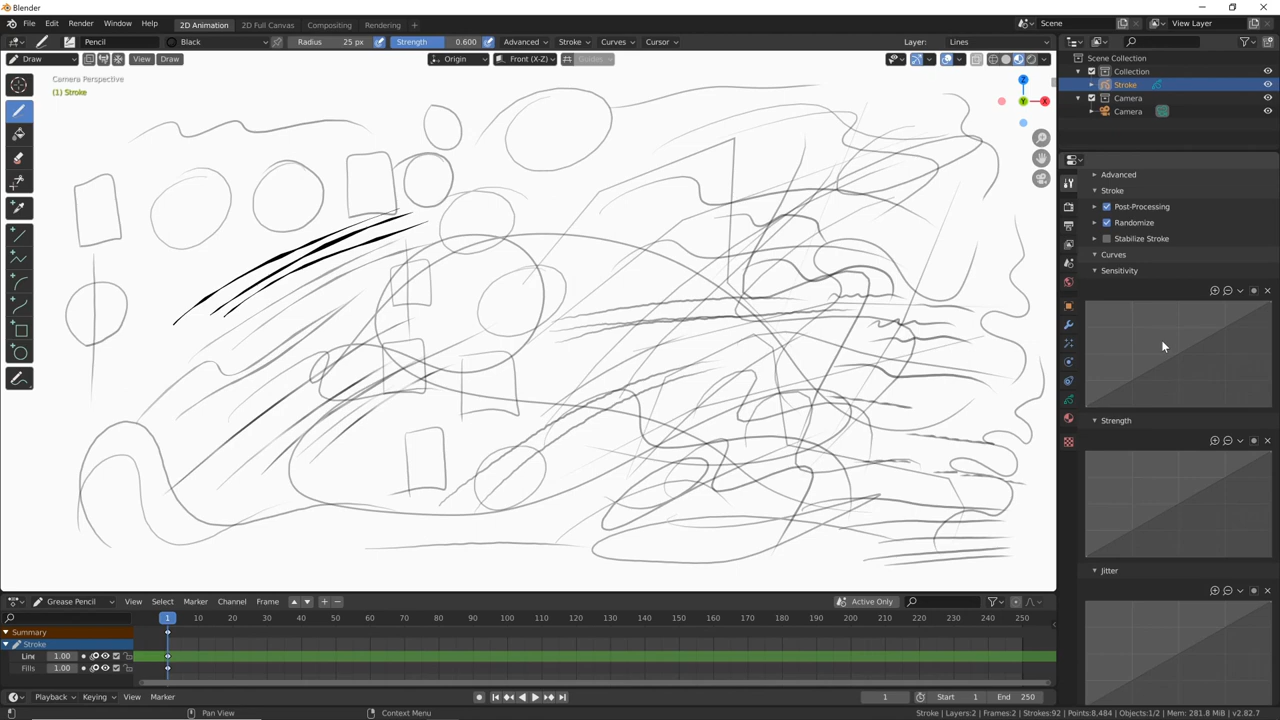 Blender
File Edit Render Window Help 2D Animation 2D Full Canvas Compositing Rendering + Scene View Layer
Pencil Black Radius 25 px Strength 0.600 Advanced Stroke Curves Cursor Layer: Lines
Draw View Draw Origin Front (X-Z) Guides
Camera Perspective
(1) Stroke
Z
Y
X
Scene Collection
Collection
Stroke
Camera
Camera
Advanced
Stroke
Post-Processing
Randomize
Stabilize Stroke
Curves
Sensitivity
Strength
Jitter
Grease Pencil View Select Marker Channel Frame Active Only
1 10 20 30 40 50 60 70 80 90 100 110 120 130 140 150 160 170 180 190 200 210 220 230 240 250
Summary
Stroke
Line 1.00
Fills 1.00
Playback Keying View Marker 1 Start 1 End 250
Pan View Context Menu Stroke | Layers:2 | Frames:2 | Strokes:92 | Points:8,484 | Objects:1/2 | Mem: 281.8 MiB | v2.82.7